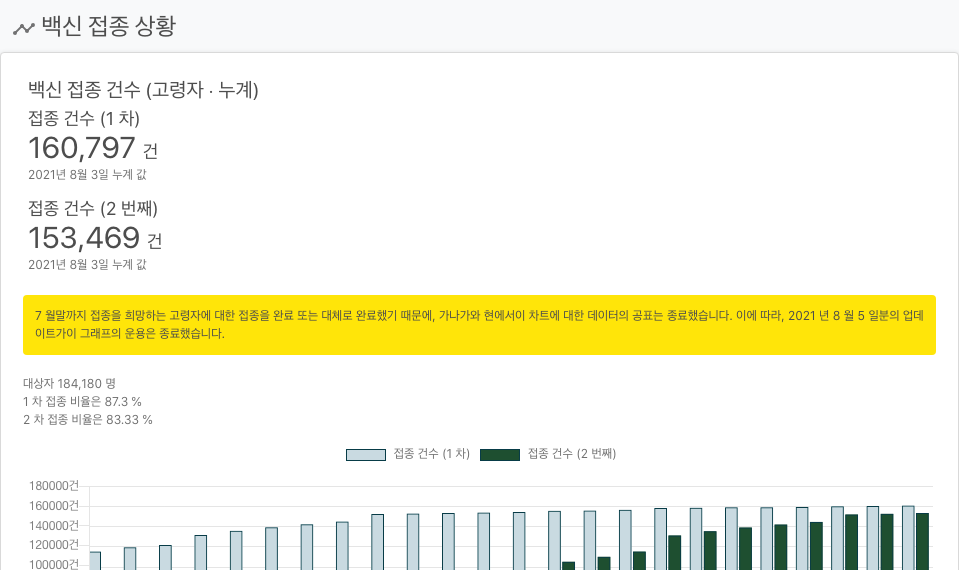 백신 접종 상황
백신 접종 건수 (고령자 · 누계)
접종 건수 (1 차)
160,797 건
2021년 8월 3일 누계 값
접종 건수 (2 번째)
153,469 건
2021년 8월 3일 누계 값
7 월말까지 접종을 희망하는 고령자에 대한 접종을 완료 또는 대체로 완료했기 때문에, 가나가와 현에서이 차트에 대한 데이터의 공표는 종료했습니다. 이에 따라, 2021 년 8 월 5 일분의 업데
이트가이 그래프의 운용은 종료했습니다.
대상자 184,180 명
1 차 접종 비율은 87.3 %
2 차 접종 비율은 83.33 %
접종 건수 (1 차) 접종 건수 (2 번째)
180000건
160000건
140000건
120000건
100000건